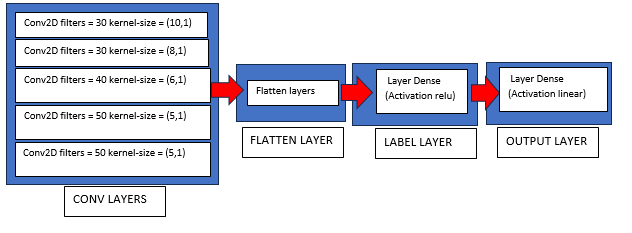 Conv2D filters = 30 kernel-size = (10,1)
Conv2D filters = 30 kernel-size = (8,1)
Conv2D filters = 40 kernel-size = (6,1)
Conv2D filters = 50 kernel-size = (5,1)
Conv2D filters = 50 kernel-size = (5,1)
CONV LAYERS
Flatten layers
FLATTEN LAYER
Layer Dense
(Activation relu)
LABEL LAYER
Layer Dense
(Activation linear)
OUTPUT LAYER